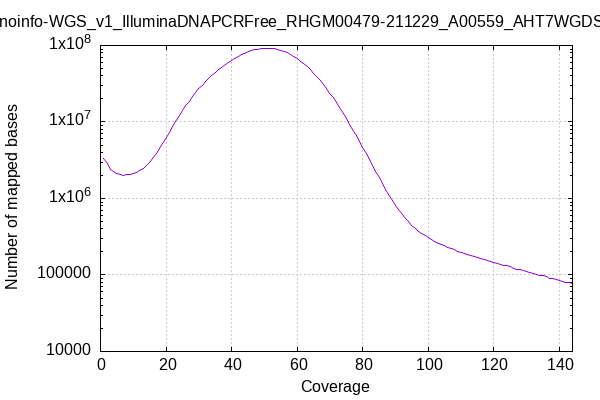 noinfo-WGS_v1_IlluminaDNAPCRFree_RHGM00479-211229_A00559_AHT7WGDS
1x10^8
1x10^7
1x10^6
100000
10000
Number of mapped bases
0 20 40 60 80 100 120 140
Coverage